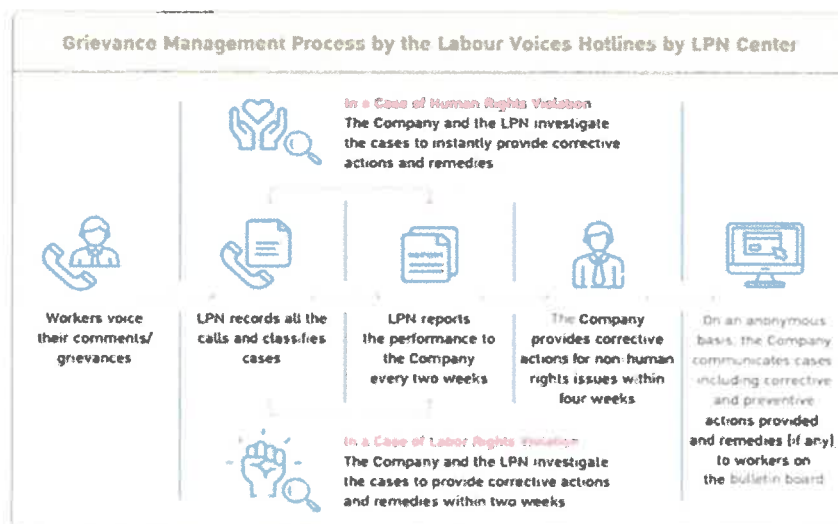 Grievance Management Process by the Labour Voices Hotlines by LPN Center
In a Case of Human Rights Violation
The Company and the LPN investigate
the cases to instantly provide corrective
actions and remedies
Workers voice
their comments/
grievances
LPN records all the
calls and classifies
cases
LPN reports
the performance to
the Company
every two weeks
The Company
provides corrective
actions for non-human
rights issues within
four weeks
On an anonymous
basis, the Company
communicates cases
including corrective
and preventive
actions provided
and remedies (if any)
to workers on
the bulletin board
In a Case of Labor Rights Violation
The Company and the LPN investigate
the cases to provide corrective actions
and remedies within two weeks